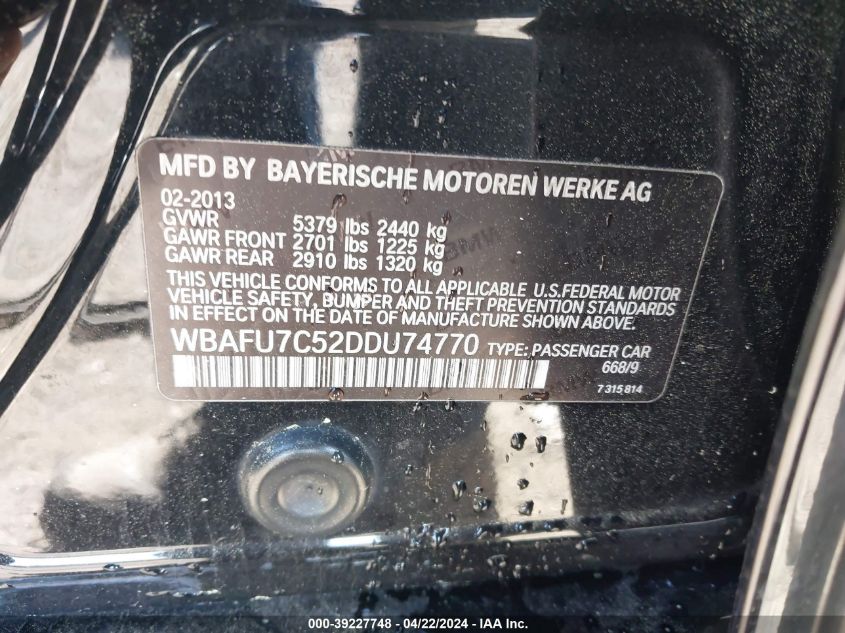 MFD BY BAYERISCHE MOTOREN WERKE AG
02-2013
GVWR 5379 lbs 2440 kg
GAWR FRONT 2701 lbs 1225 kg
GAWR REAR 2910 lbs 1320 kg
THIS VEHICLE CONFORMS TO ALL APPLICABLE U.S.FEDERAL MOTOR
VEHICLE SAFETY, BUMPER AND THEFT PREVENTION STANDARDS
IN EFFECT ON THE DATE OF MANUFACTURE SHOWN ABOVE.
WBAFU7C52DDU74770 TYPE: PASSENGER CAR
668/9
7 315 814
000-39227748 - 04/22/2024 - IAA Inc.